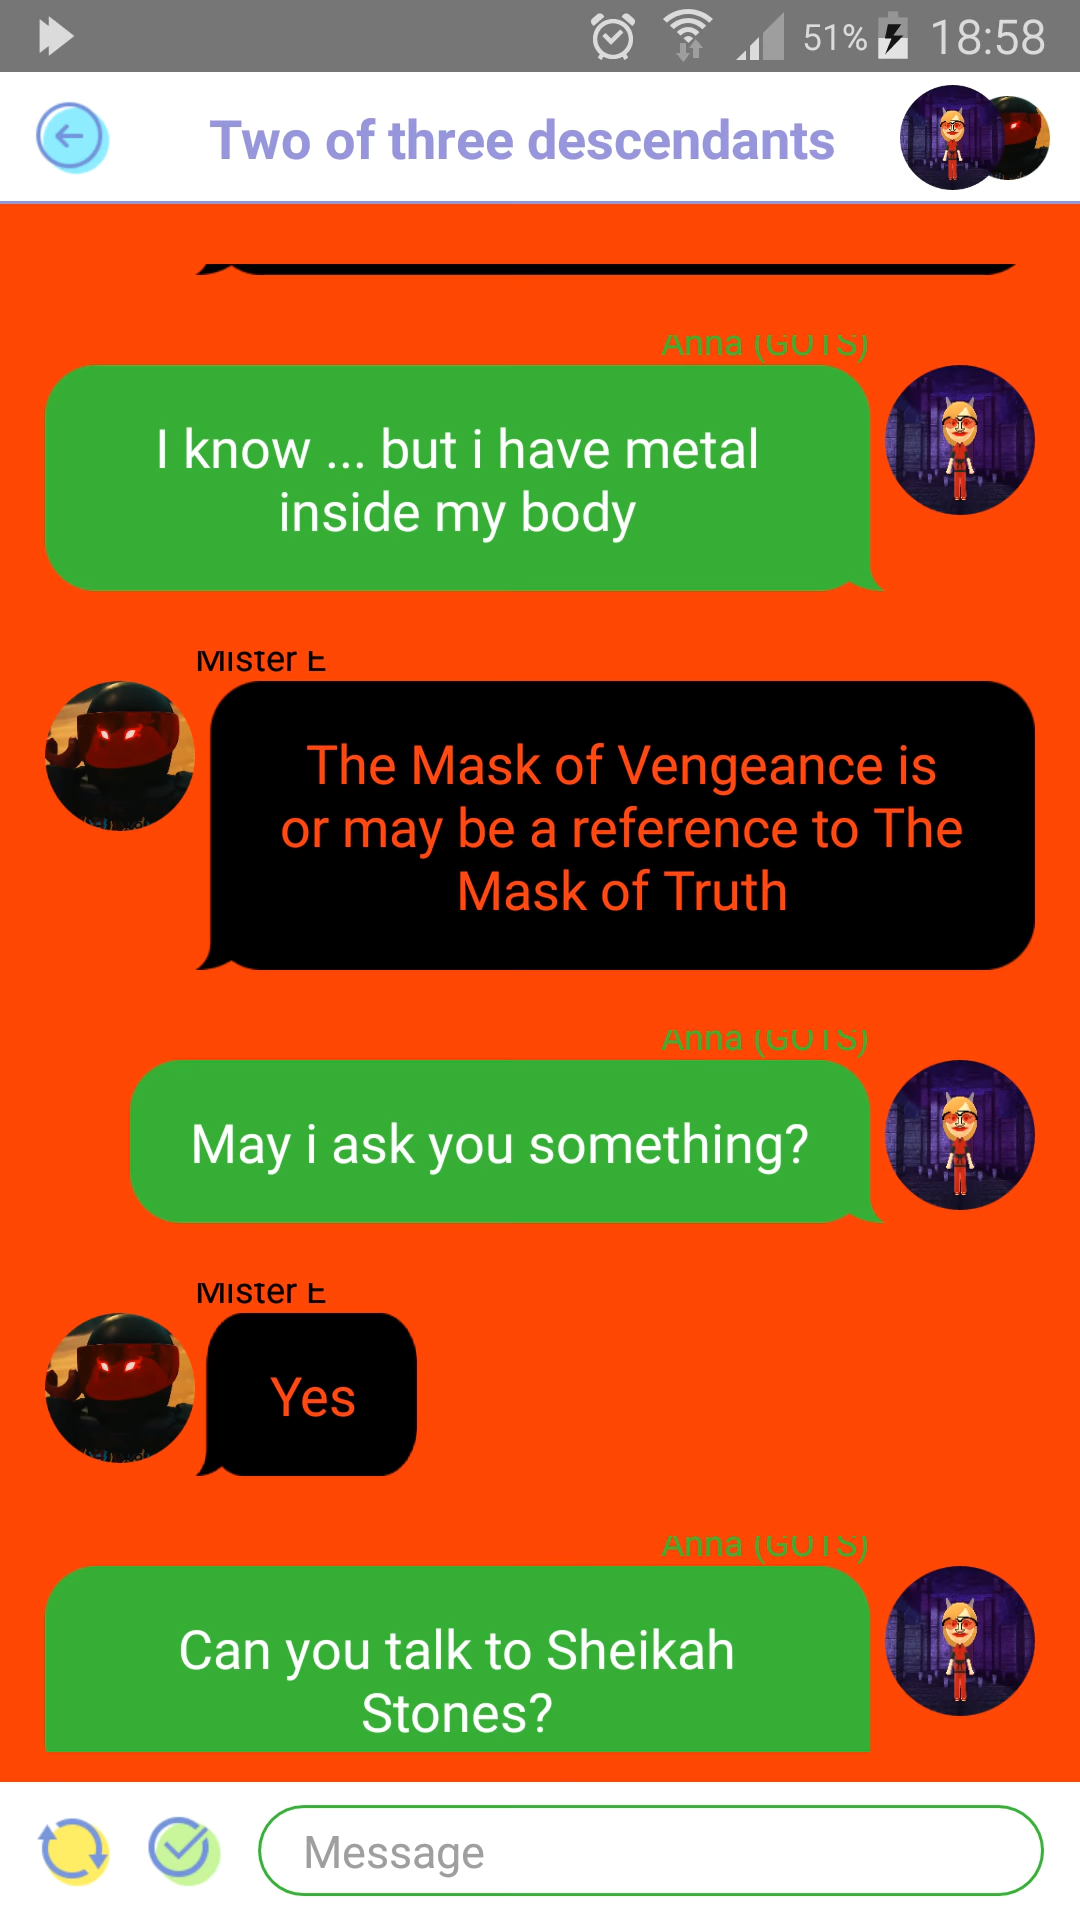 51% 18:58
Two of three descendants
Anna (GOTS)
I know ... but i have metal
inside my body
Mister E
The Mask of Vengeance is
or may be a reference to The
Mask of Truth
Anna (GOTS)
May i ask you something?
Mister E
Yes
Anna (GOTS)
Can you talk to Sheikah
Stones?
Message